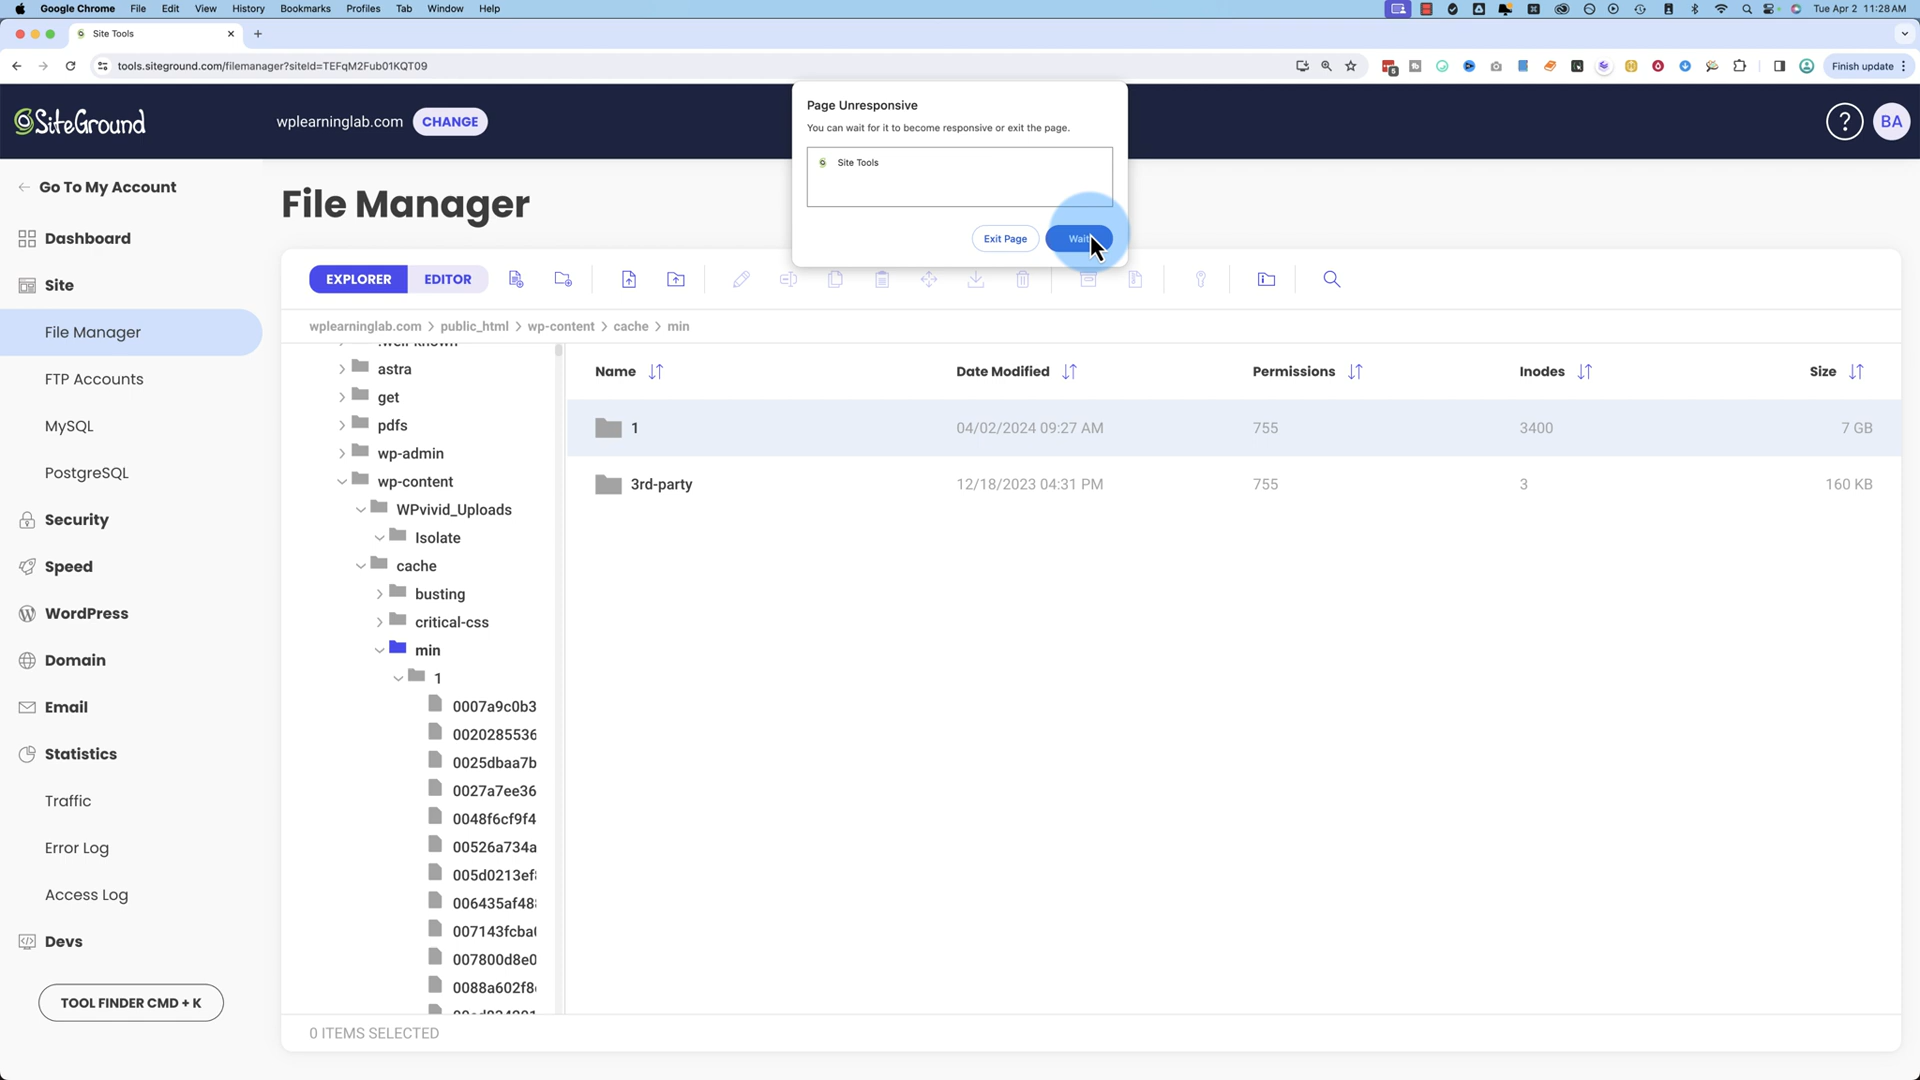 Google Chrome File Edit View History Bookmarks Profiles Tab Window Help Tue Apr 2 11:28 AM
Site Tools
tools.siteground.com/filemanager?siteId=TEFqM2Fub01KQT09
5
Finish update
SiteGround
wplearninglab.com CHANGE
? BA
Page Unresponsive
You can wait for it to become responsive or exit the page.
Site Tools
Exit Page Wait
Go To My Account
Dashboard
Site
File Manager
FTP Accounts
MySQL
PostgreSQL
Security
Speed
WordPress
Domain
Email
Statistics
Traffic
Error Log
Access Log
Devs
TOOL FINDER CMD + K
File Manager
EXPLORER EDITOR
wplearninglab.com > public_html > wp-content > cache > min
.well-known
astra
get
pdfs
wp-admin
wp-content
WPvivid_Uploads
Isolate
cache
busting
critical-css
min
1
0007a9c0b3
0020285536
0025dbaa7b
0027a7ee36
0048f6cf9f4
00526a734a
005d0213ef
006435af48
007143fcba
007800d8e0
0088a602f8
Name Date Modified Permissions Inodes Size
1 04/02/2024 09:27 AM 755 3400 7 GB
3rd-party 12/18/2023 04:31 PM 755 3 160 KB
0 ITEMS SELECTED